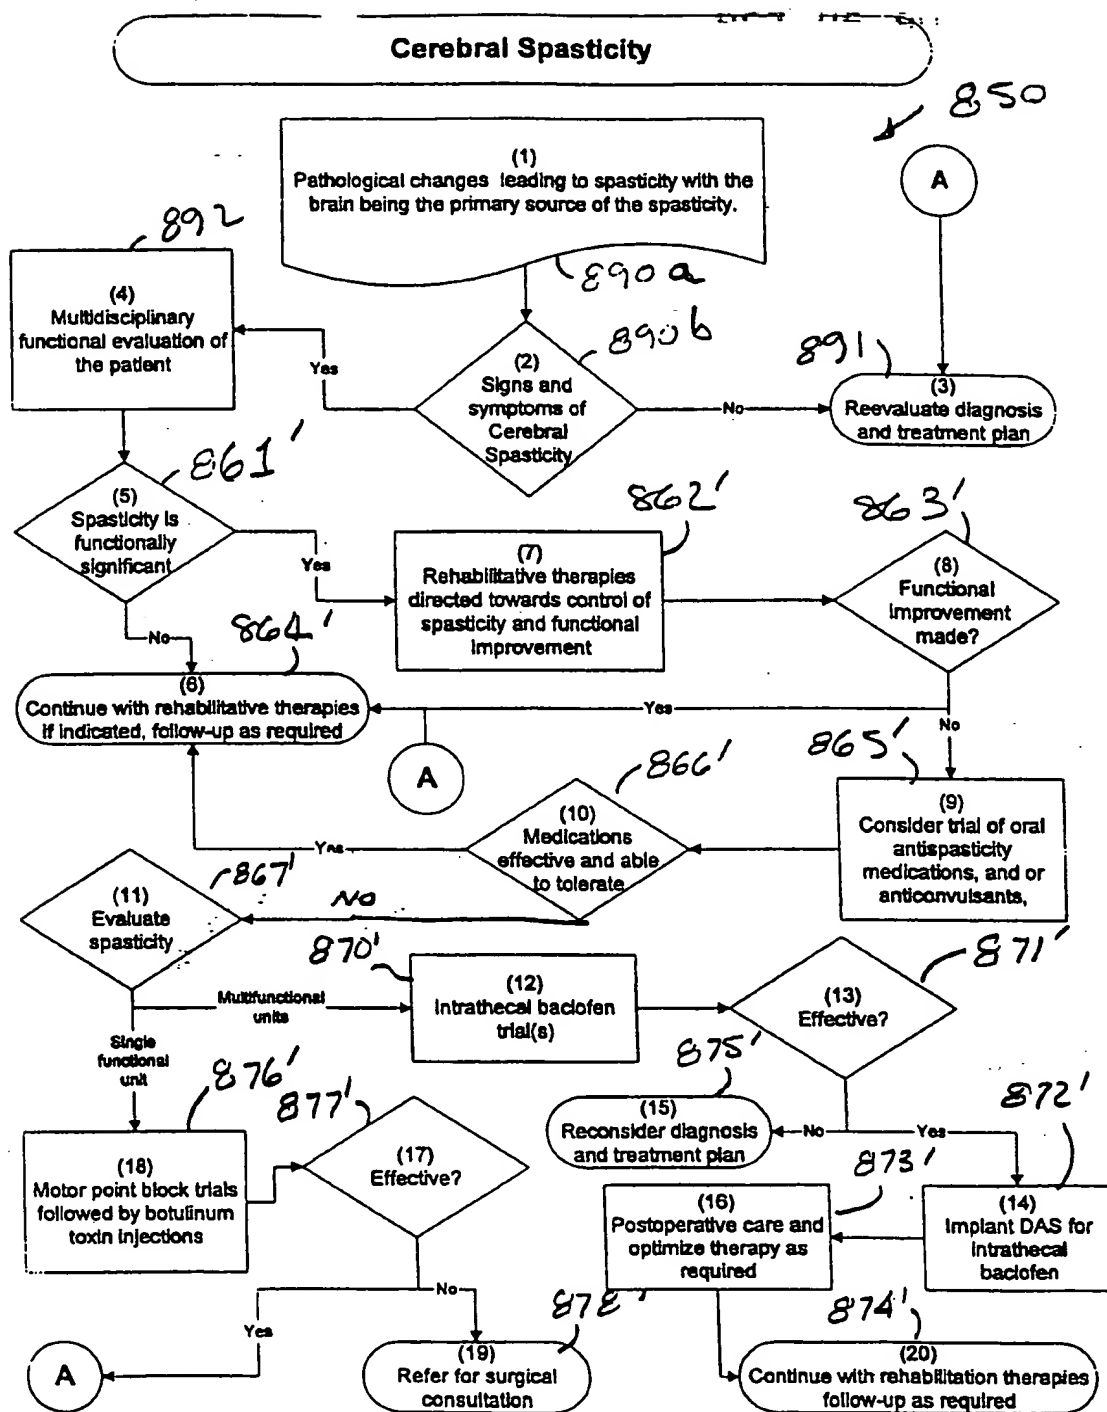 Cerebral Spasticity
850
(1)
Pathological changes leading to spasticity with the
brain being the primary source of the spasticity.
A
892
890a
(4)
Multidisciplinary
functional evaluation of
the patient
Yes
890b
(2)
Signs and
symptoms of
Cerebral
Spasticity
No
891
(3)
Reevaluate diagnosis
and treatment plan
861'
(5)
Spasticity is
functionally
significant
Yes
862'
(7)
Rehabilitative therapies
directed towards control of
spasticity and functional
improvement
863'
(8)
Functional
improvement
made?
No
864'
(6)
Continue with rehabilitative therapies
if indicated, follow-up as required
Yes
No
A
865'
866'
(9)
Consider trial of oral
antispasticity
medications, and or
anticonvulsants,
(10)
Medications
effective and able
to tolerate
Yes
867'
NO
(11)
Evaluate
spasticity
870'
Multifunctional
units
(12)
Intrathecal baclofen
trial(s)
871'
(13)
Effective?
Single
functional
unit
876'
877'
875'
(15)
Reconsider diagnosis
and treatment plan
No
Yes
872'
(18)
Motor point block trials
followed by botulinum
toxin injections
(17)
Effective?
873'
(16)
Postoperative care and
optimize therapy as
required
(14)
Implant DAS for
intrathecal
baclofen
No
878'
874'
Yes
A
(19)
Refer for surgical
consultation
(20)
Continue with rehabilitation therapies
follow-up as required